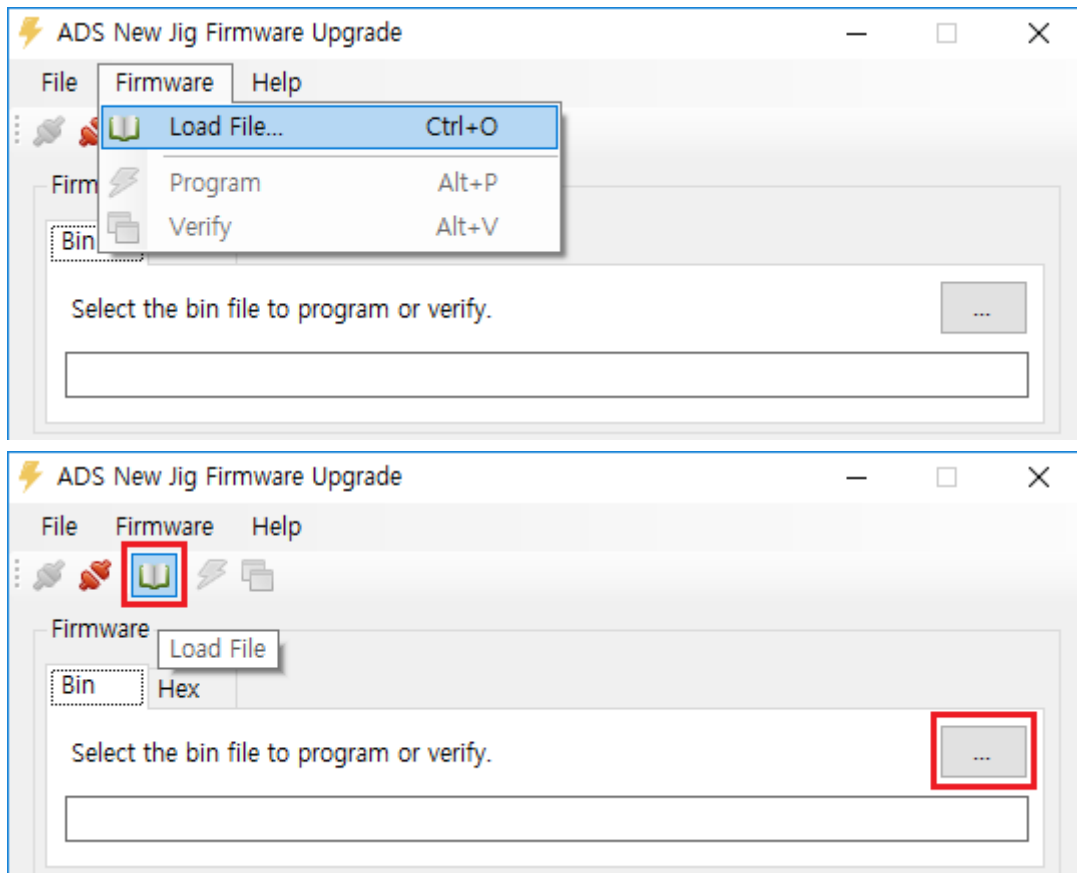 ADS New Jig Firmware Upgrade
File Firmware Help
Load File... Ctrl+O
Firm
Program Alt+P
Bin
Verify Alt+V
Select the bin file to program or verify.
...
ADS New Jig Firmware Upgrade
File Firmware Help
Firmware
Load File
Bin Hex
Select the bin file to program or verify.
...